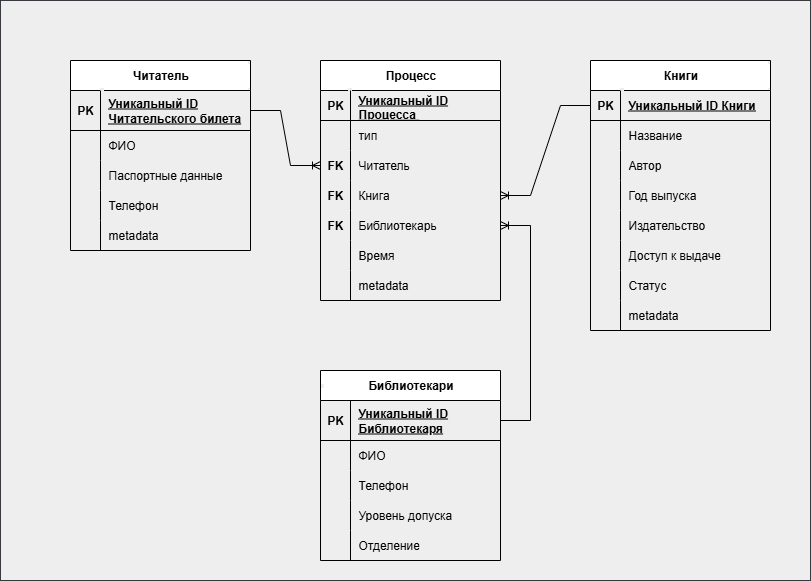 Читатель
PK
Уникальный ID
Читательского билета
ФИО
Паспортные данные
Телефон
metadata
Процесс
PK
Уникальный ID
Процесса
тип
FK
Читатель
FK
Книга
FK
Библиотекарь
Время
metadata
Книги
PK
Уникальный ID Книги
Название
Автор
Год выпуска
Издательство
Доступ к выдаче
Статус
metadata
Библиотекари
PK
Уникальный ID
Библиотекаря
ФИО
Телефон
Уровень допуска
Отделение